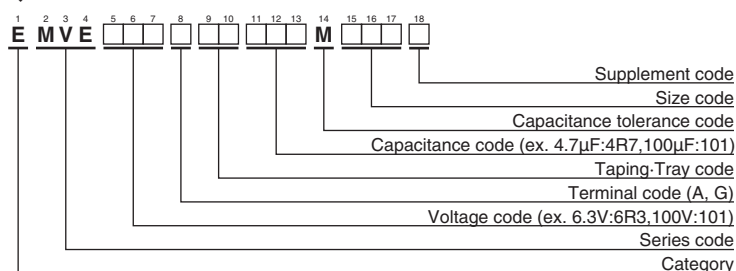 1 2 3 4 5 6 7 8 9 10 11 12 13 14 15 16 17 18
E MVE M
Supplement code
Size code
Capacitance tolerance code
Capacitance code (ex. 4.7µF:4R7,100µF:101)
Taping·Tray code
Terminal code (A, G)
Voltage code (ex. 6.3V:6R3,100V:101)
Series code
Category